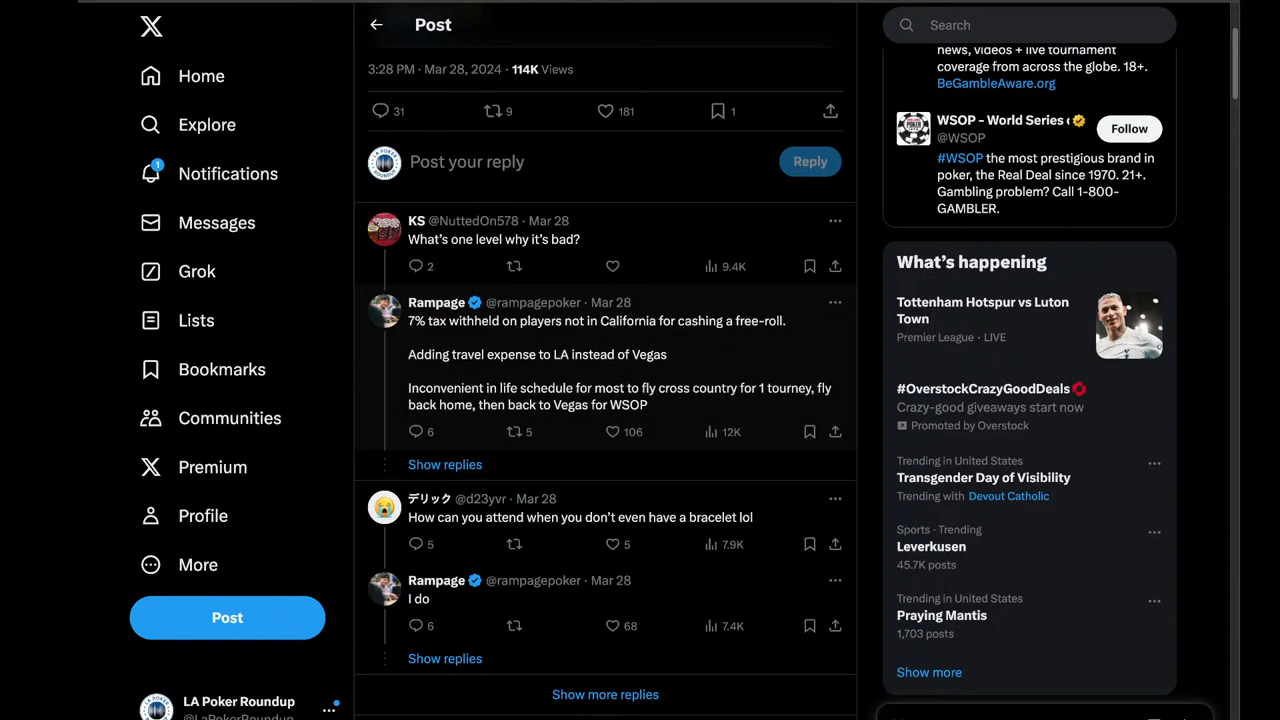 Home
Explore
1
Notifications
Messages
Grok
Lists
Bookmarks
Communities
Premium
Profile
More
Post
LA Poker Roundup
@LaPokerRoundup
Post
3:28 PM · Mar 28, 2024 · 114K Views
31 9 181 1
Post your reply
Reply
KS @NuttedOn578 · Mar 28
What's one level why it's bad?
2 9.4K
Rampage @rampagepoker · Mar 28
7% tax withheld on players not in California for cashing a free-roll.
Adding travel expense to LA instead of Vegas
Inconvenient in life schedule for most to fly cross country for 1 tourney, fly
back home, then back to Vegas for WSOP
6 5 106 12K
Show replies
デリック @d23yvr · Mar 28
How can you attend when you don't even have a bracelet lol
5 5 7.9K
Rampage @rampagepoker · Mar 28
I do
6 68 7.4K
Show replies
Show more replies
Search
news, videos + live tournament
coverage from across the globe. 18+.
BeGambleAware.org
WSOP - World Series
@WSOP
Follow
#WSOP the most prestigious brand in
poker, the Real Deal since 1970. 21+.
Gambling problem? Call 1-800-
GAMBLER.
What's happening
Tottenham Hotspur vs Luton
Town
Premier League · LIVE
#OverstockCrazyGoodDeals
Crazy-good giveaways start now
Promoted by Overstock
Trending in United States
Transgender Day of Visibility
Trending with Devout Catholic
Sports · Trending
Leverkusen
45.7K posts
Trending in United States
Praying Mantis
1,703 posts
Show more